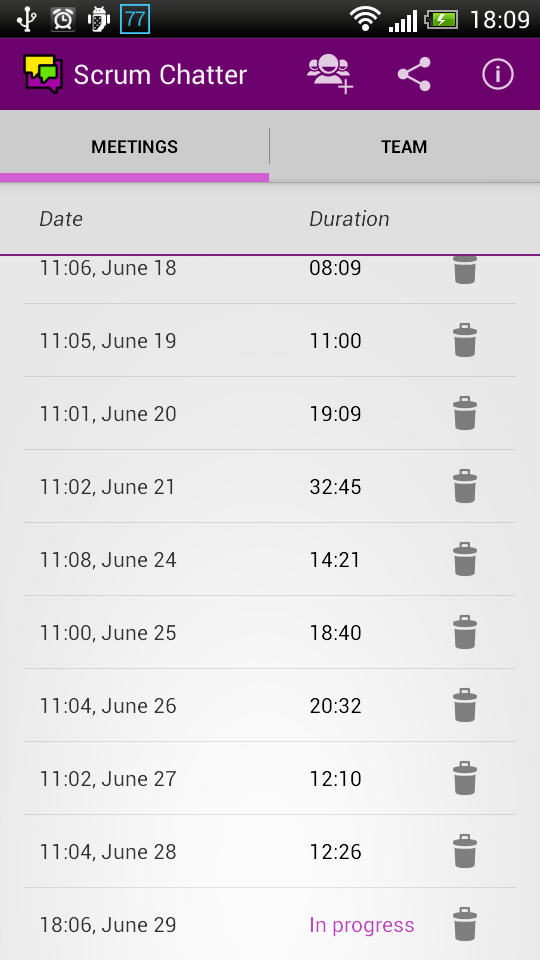 77 18:09
Scrum Chatter
MEETINGS TEAM
Date Duration
11:06, June 18 08:09
11:05, June 19 11:00
11:01, June 20 19:09
11:02, June 21 32:45
11:08, June 24 14:21
11:00, June 25 18:40
11:04, June 26 20:32
11:02, June 27 12:10
11:04, June 28 12:26
18:06, June 29 In progress